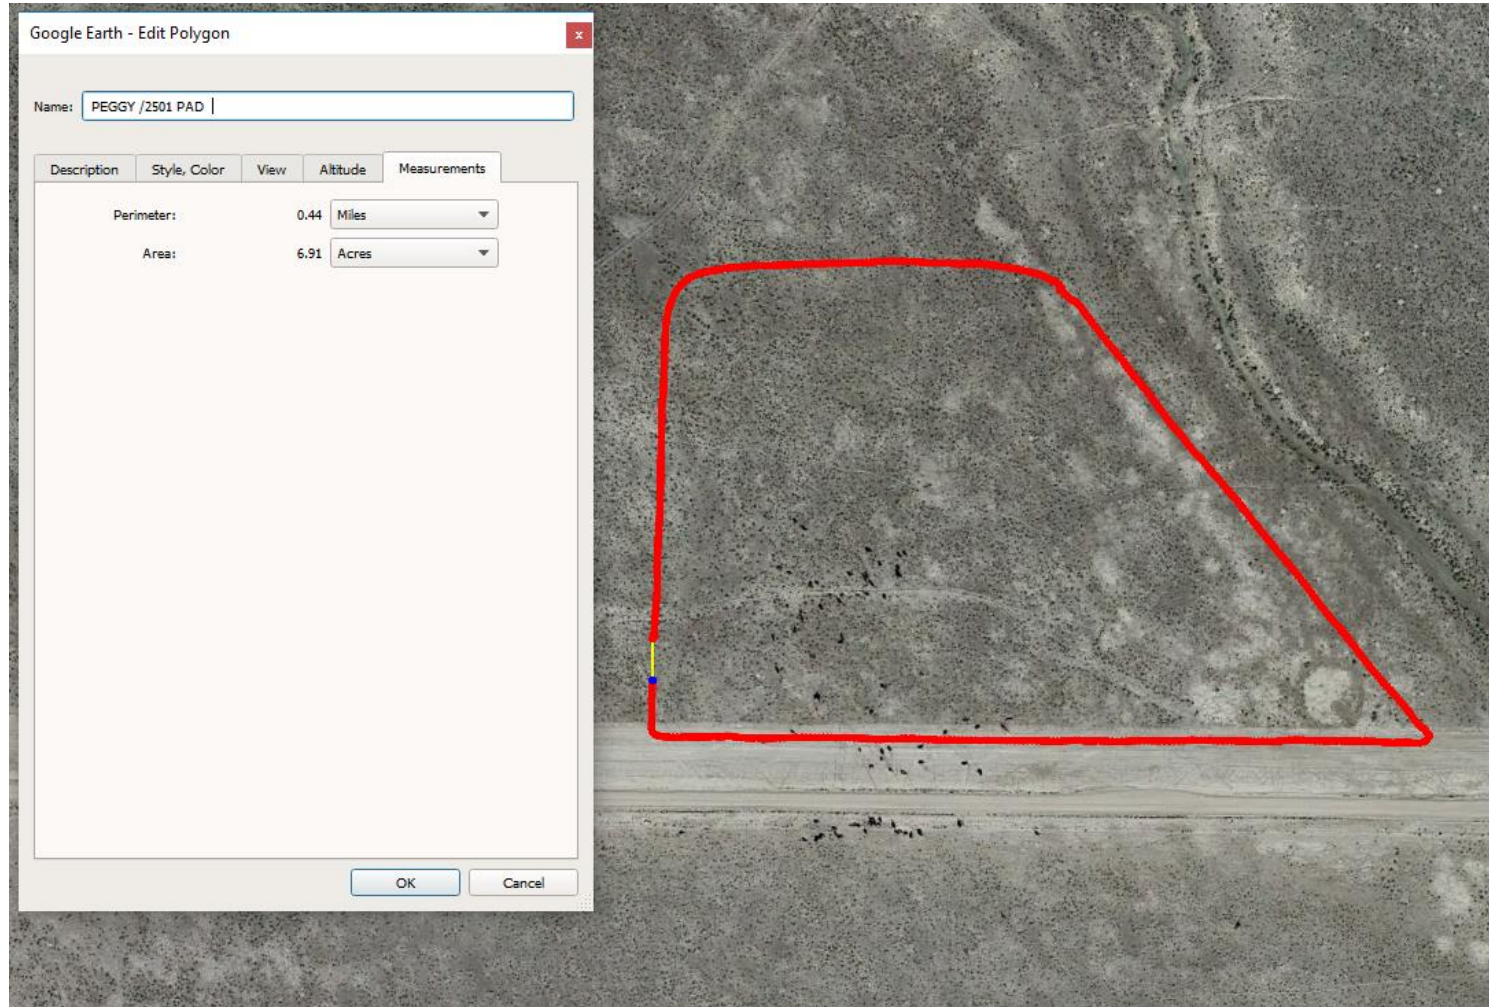 Google Earth - Edit Polygon
x
Name: PEGGY /2501 PAD
Description Style, Color View Altitude Measurements
Perimeter: 0.44 Miles
Area: 6.91 Acres
OK Cancel